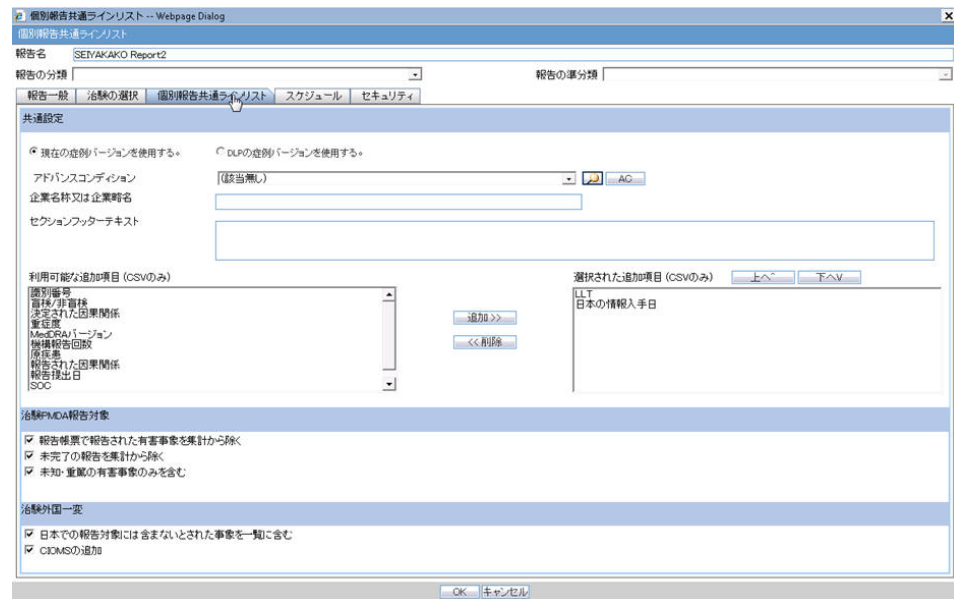 個別報告共通ラインリスト -- Webpage Dialog
個別報告共通ラインリスト
報告名 SEIYAKAKO Report2
報告の分類 報告の準分類
報告一般 治験の選択 個別報告共通ラインリスト スケジュール セキュリティ
共通設定
現在の症例バージョンを使用する。 DLPの症例バージョンを使用する。
アドバンスコンディション (該当無し) AC
企業名称又は企業略名
セクションフッターテキスト
利用可能な追加項目(CSVのみ) 選択された追加項目(CSVのみ) 上へ^ 下へV
識別番号
盲検/非盲検
決定された因果関係
重症度
MedDRAバージョン
機構報告回数
原疾患
報告された因果関係
報告提出日
SOC
追加 >>
<< 削除
LLT
日本の情報入手日
治験PMDA報告対象
報告帳票で報告された有害事象を集計から除く
未完了の報告を集計から除く
未知・重篤の有害事象のみを含む
治験外国一変
日本での報告対象には含まないとされた事象を一覧に含む
CIOMSの追加
OK キャンセル